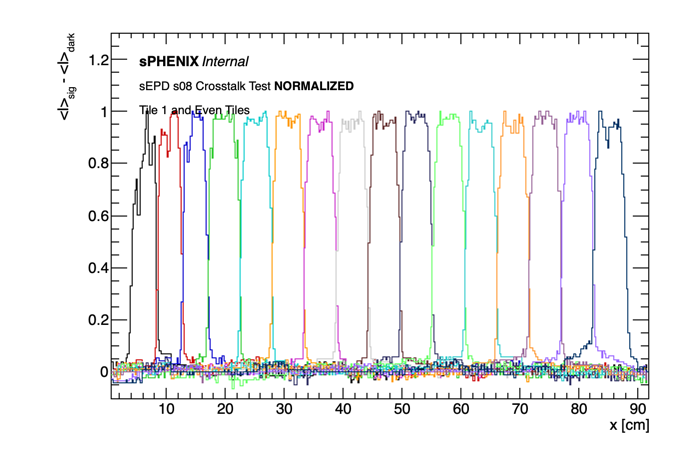 <I>sig - <I>dark
1.2
1
0.8
0.6
0.4
0.2
0
sPHENIX Internal
sEPD s08 Crosstalk Test NORMALIZED
Tile 1 and Even Tiles
10 20 30 40 50 60 70 80 90
x [cm]